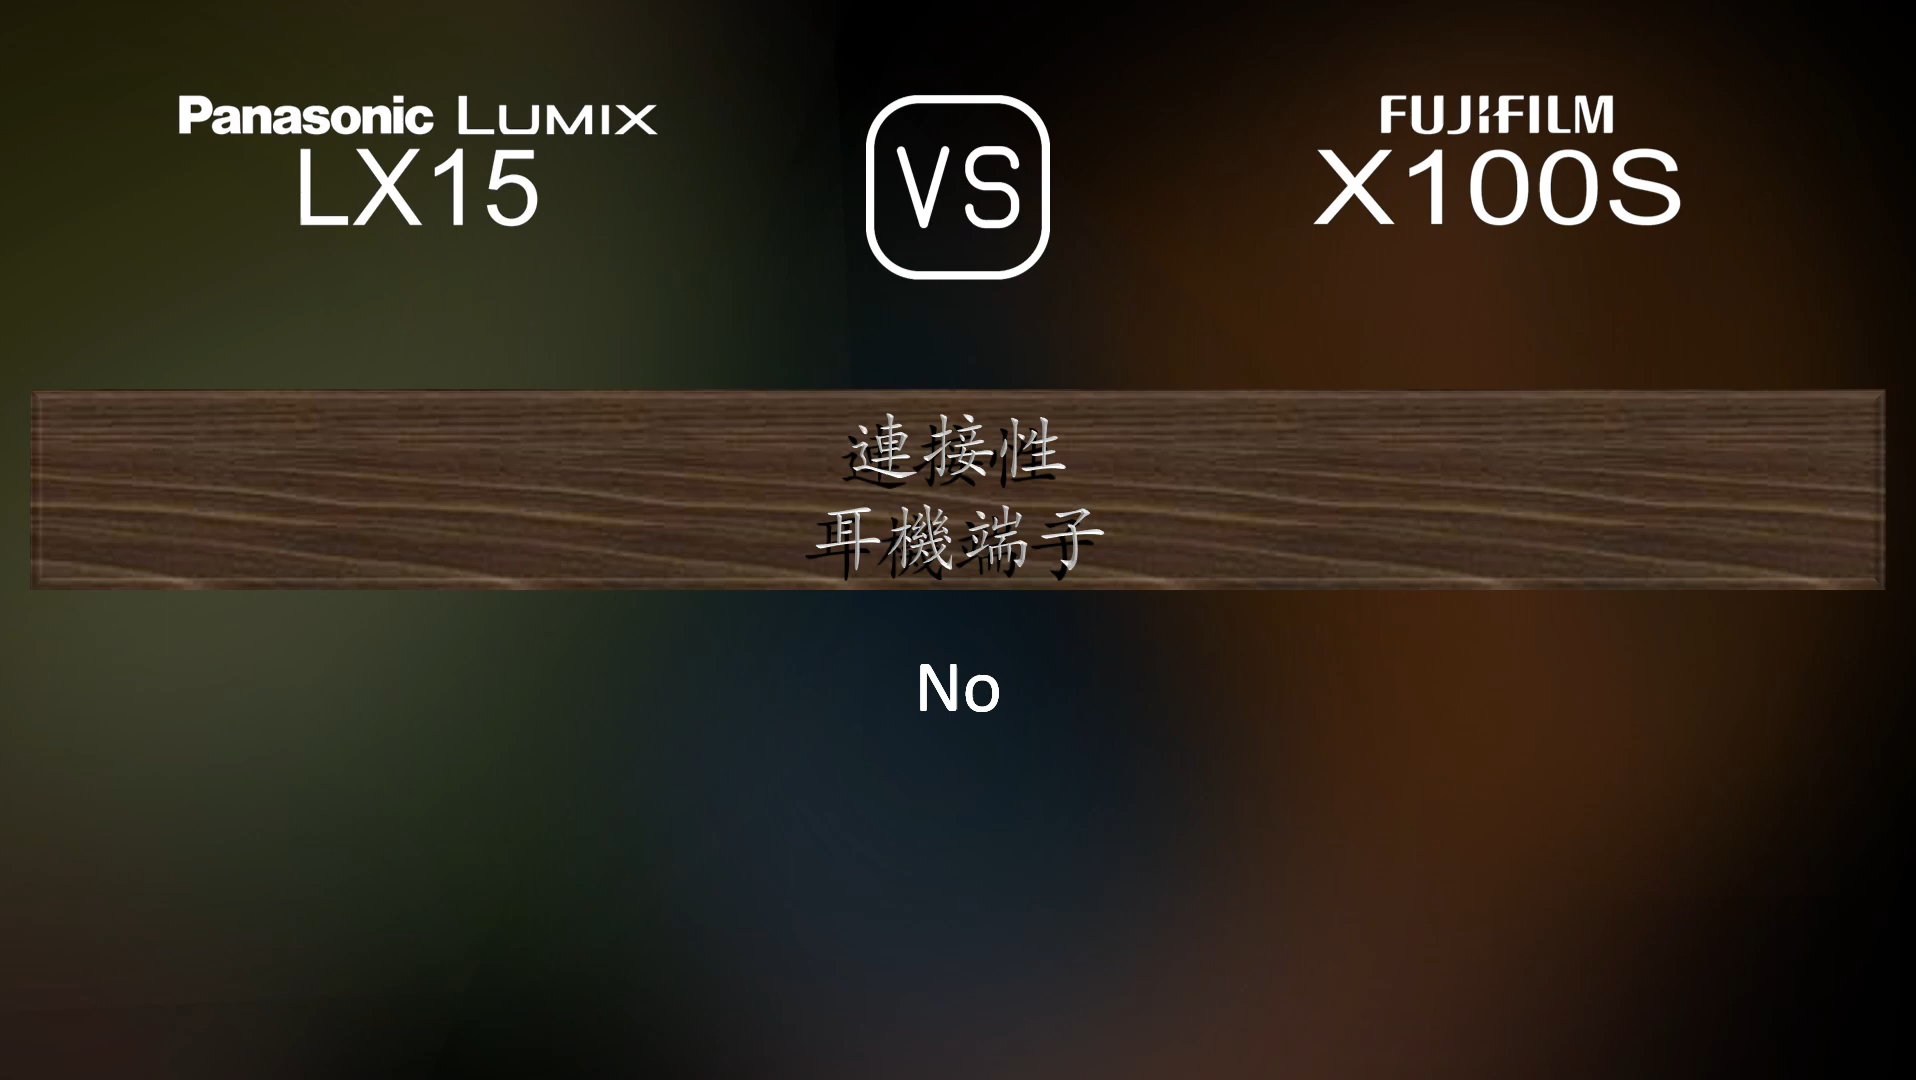 Panasonic LUMIX
LX15
VS
FUJIFILM
X100S
連接性
耳機端子
No